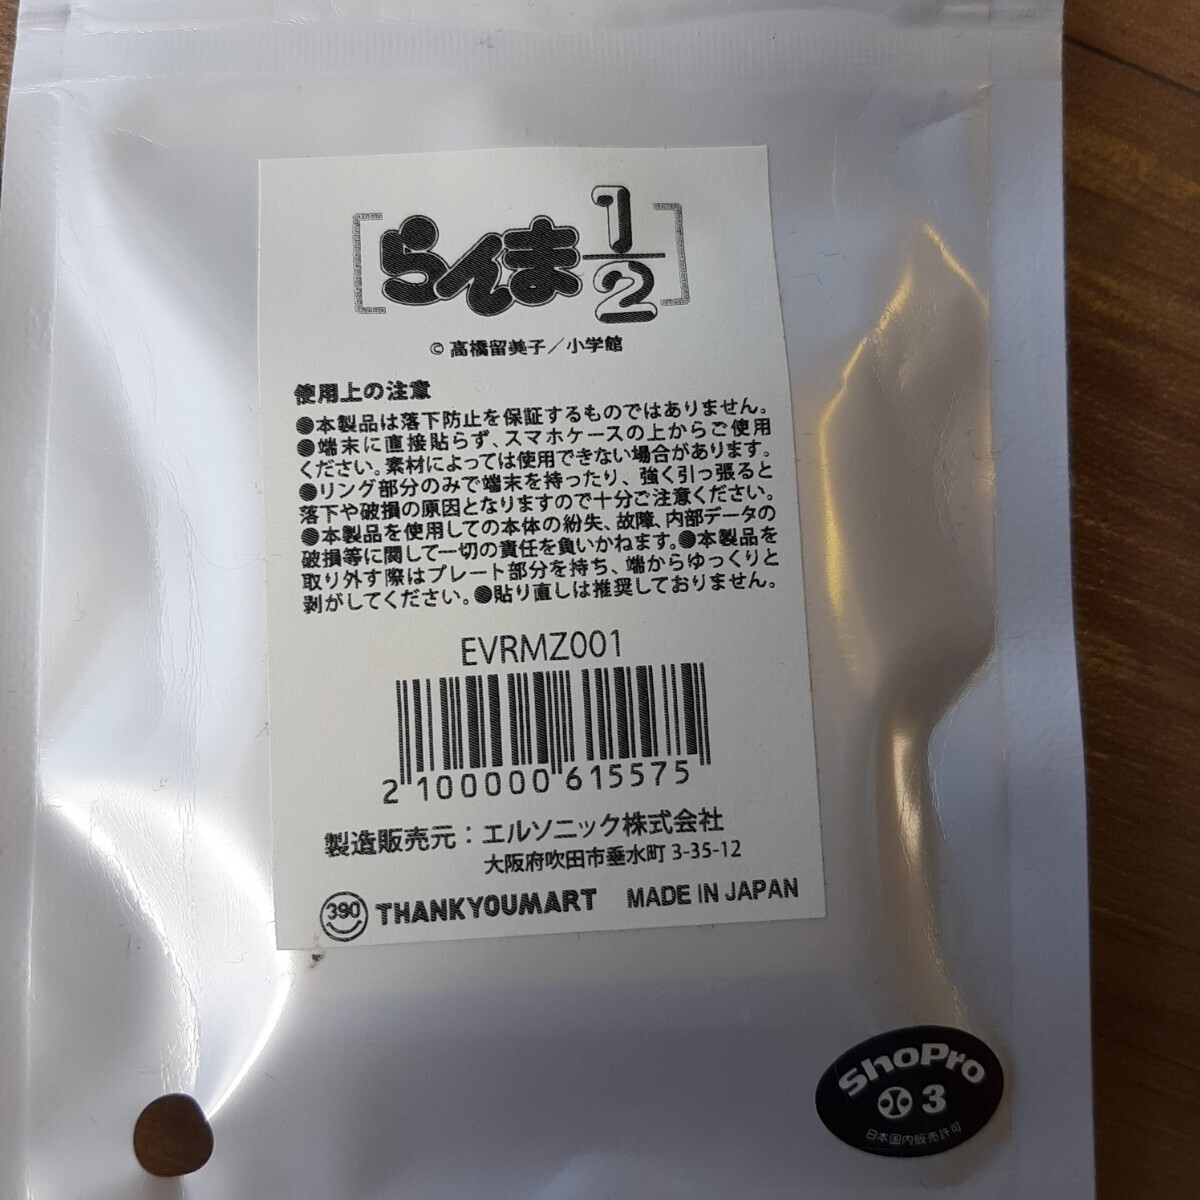 [らんま1/2]
© 高橋留美子／小学館
使用上の注意
●本製品は落下防止を保証するものではありません。
●端末に直接貼らず、スマホケースの上からご使用
ください。素材によっては使用できない場合があります。
●リング部分のみで端末を持ったり、強く引っ張ると
落下や破損の原因となりますので十分ご注意ください。
●本製品を使用しての本体の紛失、故障、内部データの
破損等に関して一切の責任を負いかねます。●本製品を
取り外す際はプレート部分を持ち、端からゆっくりと
剥がしてください。●貼り直しは推奨しておりません。
EVRMZ001
2 100000 615575
製造販売元：エルソニック株式会社
大阪府吹田市垂水町 3-35-12
390 THANKYOUMART MADE IN JAPAN
ShoPro
3
日本国内販売許可